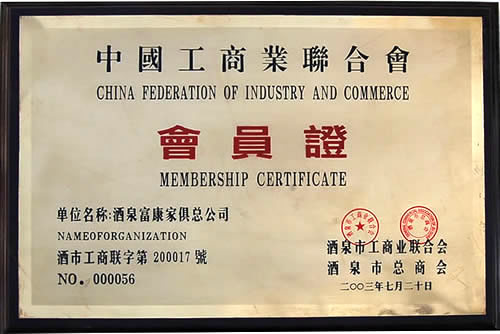 中國工商業聯合會
CHINA FEDERATION OF INDUSTRY AND COMMERCE
會員證
MEMBERSHIP CERTIFICATE
单位名称:酒泉富康家俱总公司
NAMEOFORGANIZATION
酒市工商联字第 200017 號
NO. 000056
酒泉市工商业联合会
酒泉市总商会
二00三年七月二十日